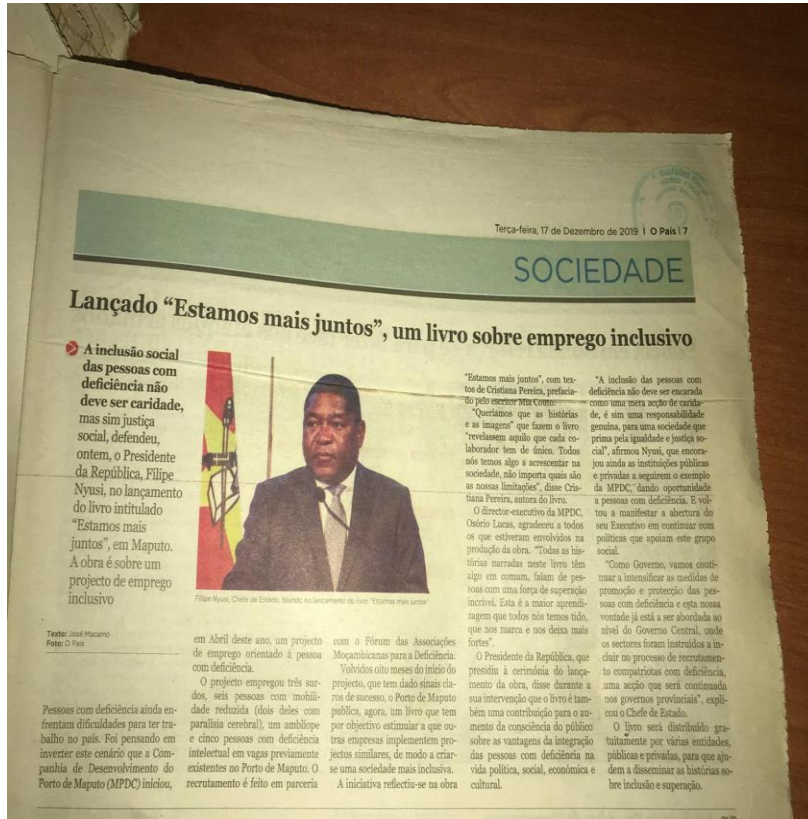 Terça-feira, 17 de Dezembro de 2019 | O País | 7
SOCIEDADE
Lançado “Estamos mais juntos”, um livro sobre emprego inclusivo
A inclusão social
das pessoas com
deficiência não
deve ser caridade,
mas sim justiça
social, defendeu,
ontem, o Presidente
da República, Filipe
Nyusi, no lançamento
do livro intitulado
“Estamos mais
juntos”, em Maputo.
A obra é sobre um
projecto de emprego
inclusivo
Filipe Nyusi, Chefe de Estado, falando no lancamento do livro “Estamos mais juntos”
Texto: José Macamo
Foto: O País
Pessoas com deficiência ainda en-
frentam dificuldades para ter tra-
balho no país. Foi pensando em
inverter este cenário que a Com-
panhia de Desenvolvimento do
Porto de Maputo (MPDC) iniciou,
em Abril deste ano, um projecto
de emprego orientado à pessoa
com deficiência.
O projecto empregou três sur-
dos, seis pessoas com mobili-
dade reduzida (dois deles com
paralisia cerebral), um amblíope
e cinco pessoas com deficiência
intelectual em vagas previamente
existentes no Porto de Maputo. O
recrutamento é feito em parceria
com o Fórum das Associações
Moçambicanas para a Deficiência.
Volvidos oito meses do início do
projecto, que tem dado sinais cla-
ros de sucesso, o Porto de Maputo
publica, agora, um livro que tem
por objectivo estimular a que ou-
tras empresas implementem pro-
jectos similares, de modo a criar-
se uma sociedade mais inclusiva.
A iniciativa reflectiu-se na obra
“Estamos mais juntos”, com tex-
tos de Cristiana Pereira, prefacia-
do pelo escritor Mia Couto.
“Queríamos que as histórias
e as imagens” que fazem o livro
“revelassem aquilo que cada co-
laborador tem de único. Todos
nós temos algo a acrescentar na
sociedade, não importa quais são
as nossas limitações”, disse Cris-
tiana Pereira, autora do livro.
O director-executivo da MPDC,
Osório Lucas, agradeceu a todos
os que estiveram envolvidos na
produção da obra. “Todas as his-
tórias narradas neste livro têm
algo em comum, falam de pes-
soas com uma força de superação
incrível. Esta é a maior aprendi-
zagem que todos nós temos tido,
que nos marca e nos deixa mais
fortes”.
O Presidente da República, que
presidiu à cerimónia do lança-
mento da obra, disse durante a
sua intervenção que o livro é tam-
bém uma contribuição para o au-
mento da consciência do público
sobre as vantagens da integração
das pessoas com deficiência na
vida política, social, económica e
cultural.
“A inclusão das pessoas com
deficiência não deve ser encarada
como uma mera acção de carida-
de, é sim uma responsabilidade
genuína, para uma sociedade que
prima pela igualdade e justiça so-
cial”, afirmou Nyusi, que encora-
jou ainda as instituições públicas
e privadas a seguirem o exemplo
da MPDC, dando oportunidade
a pessoas com deficiência. E vol-
tou a manifestar a abertura do
seu Executivo em continuar com
políticas que apoiam este grupo
social.
“Como Governo, vamos conti-
nuar a intensificar as medidas de
promoção e protecção das pes-
soas com deficiência e esta nossa
vontade já está a ser abordada ao
nível do Governo Central, onde
os sectores foram instruídos a in-
cluir no processo de recrutamen-
to compatriotas com deficiência,
uma acção que será continuada
nos governos provinciais”, expli-
cou o Chefe de Estado.
O livro será distribuído gra-
tuitamente por várias entidades,
públicas e privadas, para que aju-
dem a disseminar as histórias so-
bre inclusão e superação.